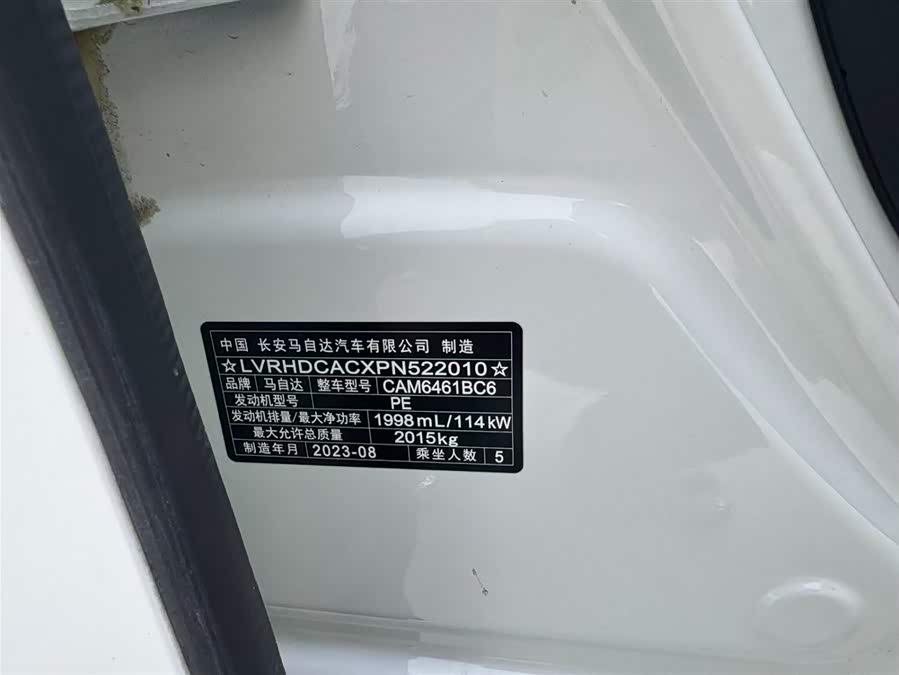 中国 长安马自达汽车有限公司 制造
☆LVRHDCACXPN522010☆
品牌 马自达 整车型号 CAM6461BC6
发动机型号 PE
发动机排量/最大净功率 1998mL/114kW
最大允许总质量 2015kg
制造年月 2023-08 乘坐人数 5